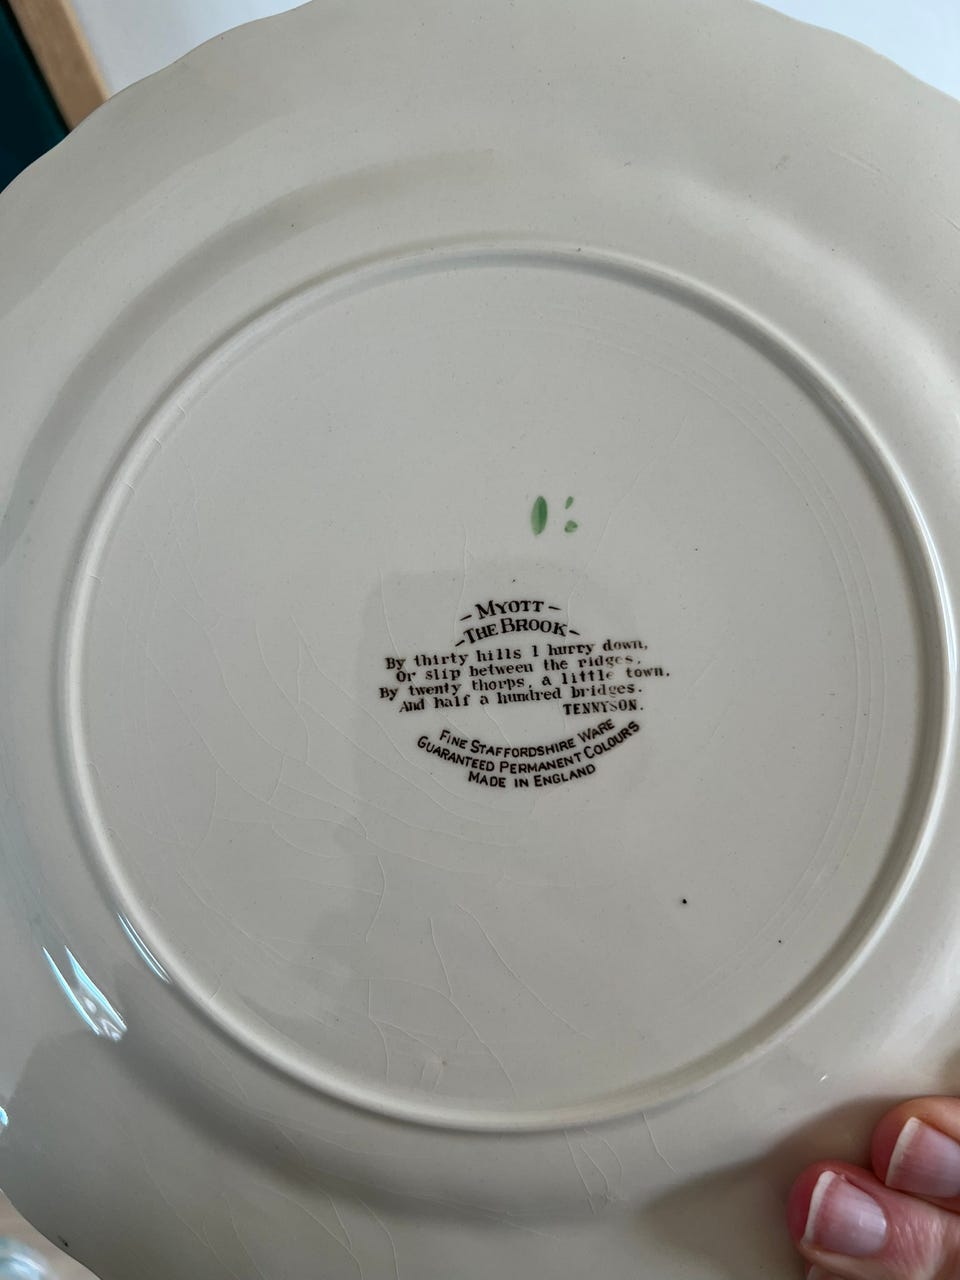 - MYOTT -
- THE BROOK -
By thirty hills I hurry down,
Or slip between the ridges,
By twenty thorps, a little town,
And half a hundred bridges.
TENNYSON.
FINE STAFFORDSHIRE WARE
GUARANTEED PERMANENT COLOURS
MADE IN ENGLAND